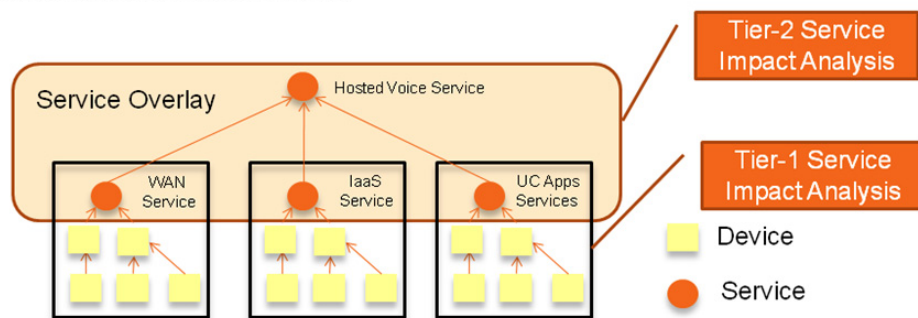 Tier-2 Service
Impact Analysis
Hosted Voice Service
Service Overlay
Tier-1 Service
Impact Analysis
WAN
Service
IaaS
Service
UC Apps
Services
Device
Service